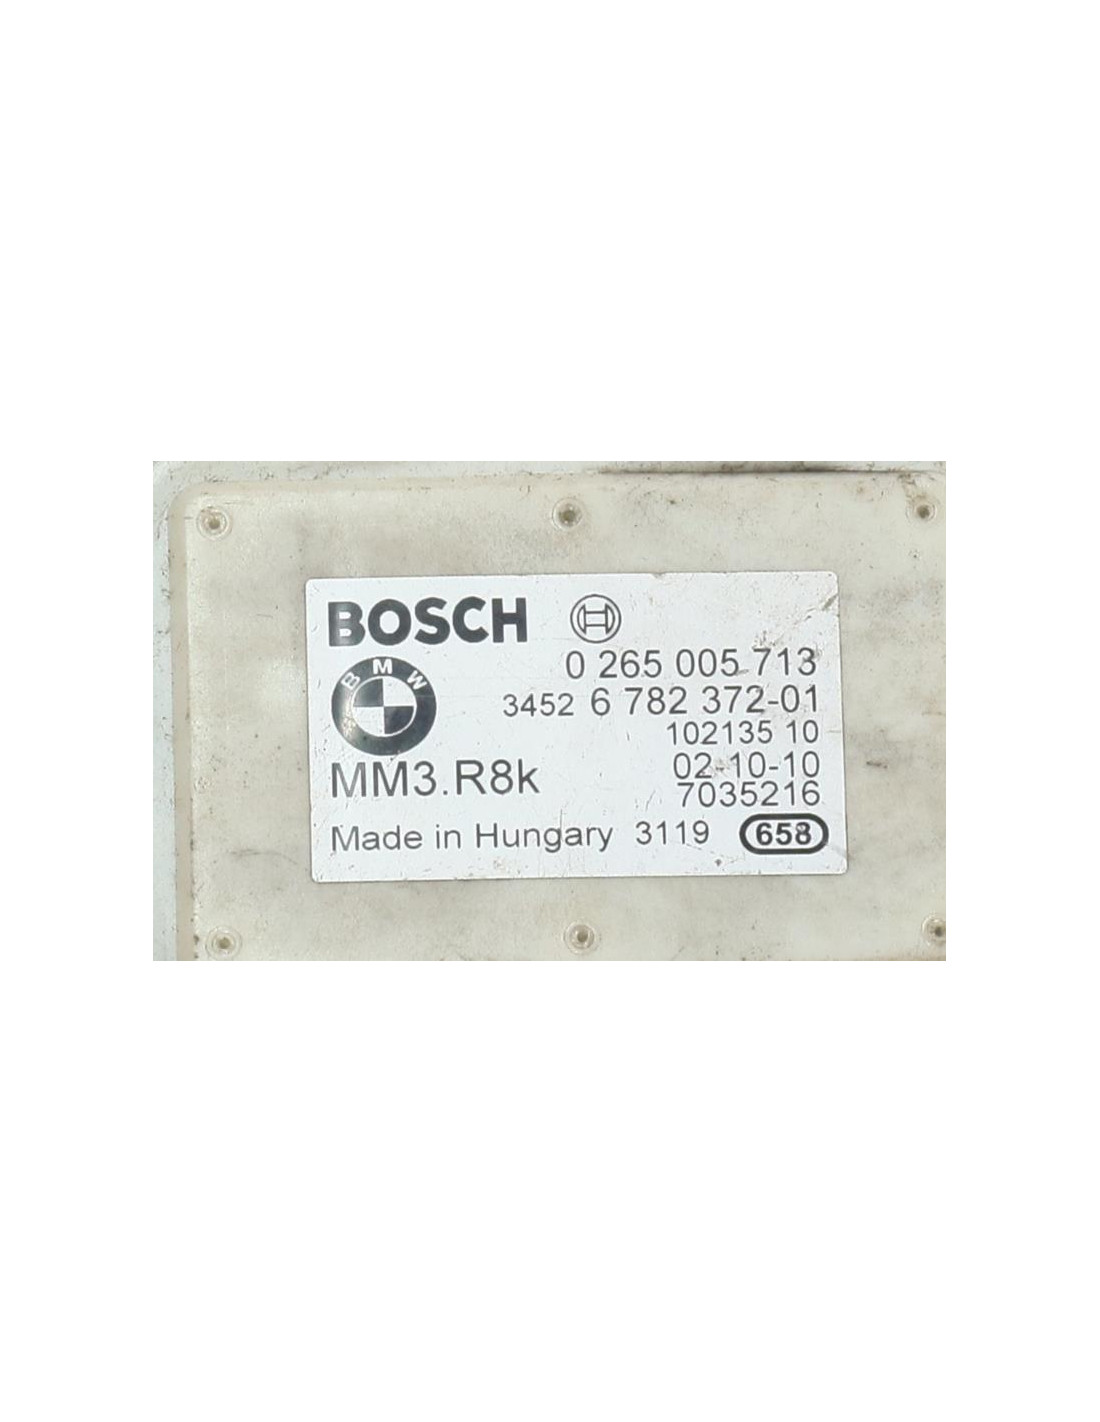 BOSCH
0 265 005 713
BMW
3452 6 782 372-01
102135 10
02-10-10
MM3.R8k
7035216
Made in Hungary 3119 658